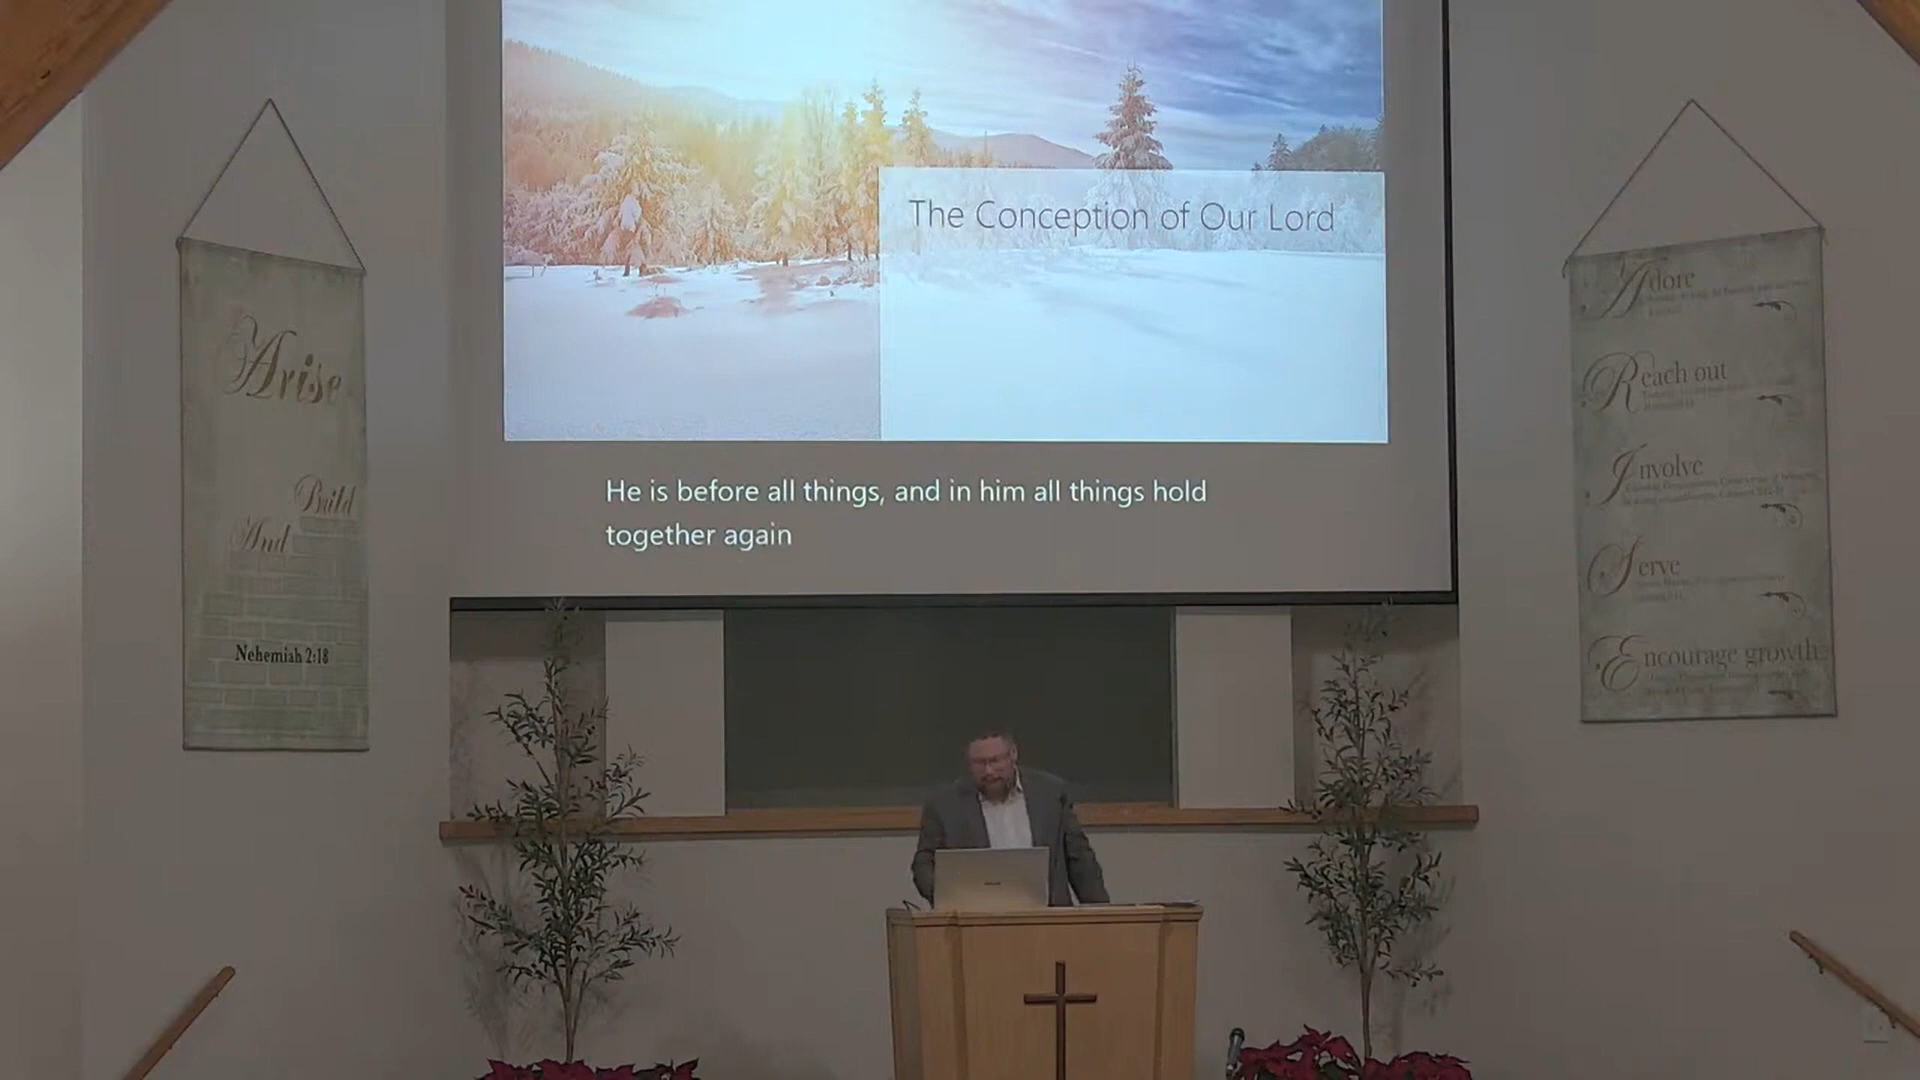 The Conception of Our Lord
He is before all things, and in him all things hold
together again
Arise
And
Build
Nehemiah 2:18
Adore
Reach out
Involve
Serve
Encourage growth